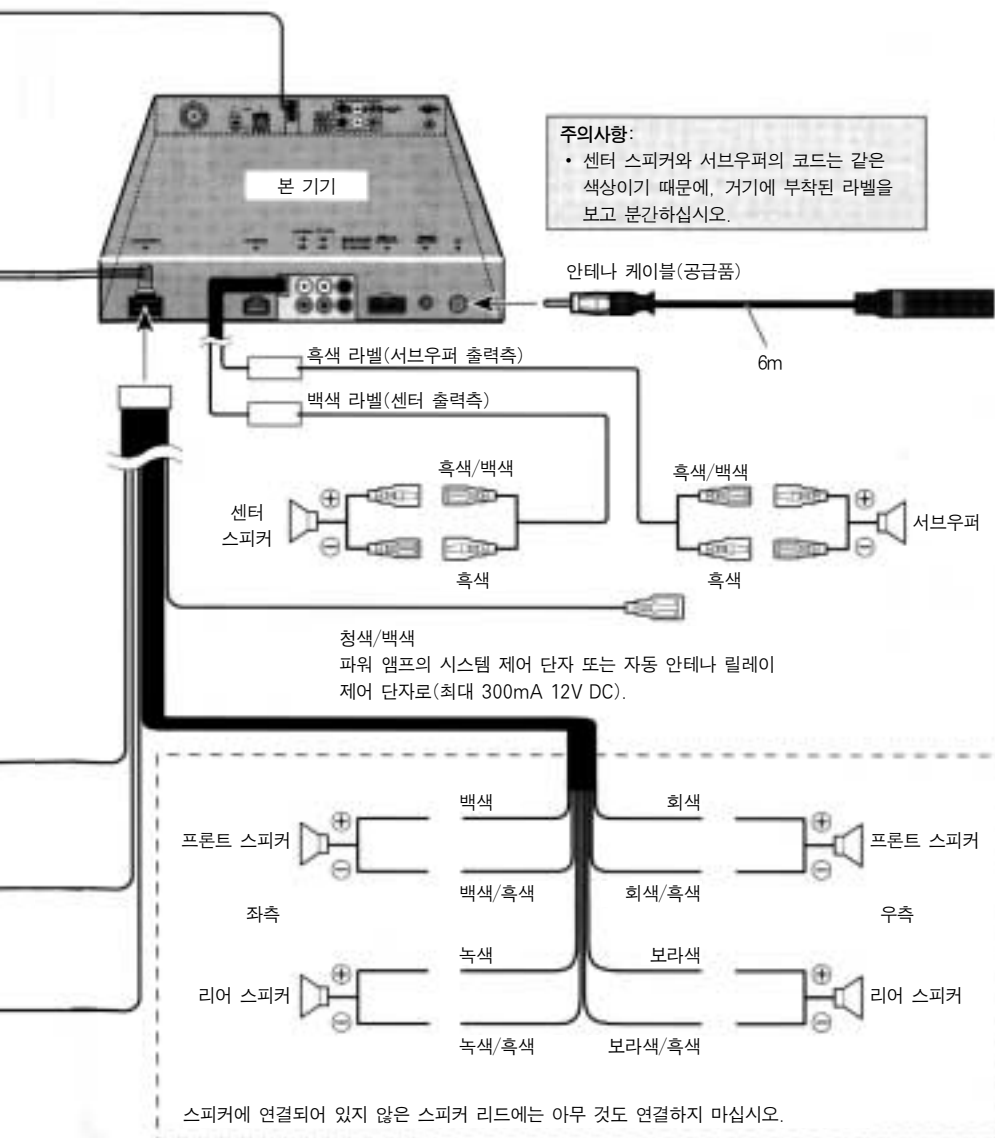 주의사항:
• 센터 스피커와 서브우퍼의 코드는 같은
색상이기 때문에, 거기에 부착된 라벨을
보고 분간하십시오.
본 기기
안테나 케이블(공급품)
6m
흑색 라벨(서브우퍼 출력측)
백색 라벨(센터 출력측)
흑색/백색
흑색/백색
센터
스피커
⊕
⊖
⊕
⊖
서브우퍼
흑색
흑색
청색/백색
파워 앰프의 시스템 제어 단자 또는 자동 안테나 릴레이
제어 단자로(최대 300mA 12V DC).
백색
회색
프론트 스피커
⊕
⊖
⊕
⊖
프론트 스피커
백색/흑색
회색/흑색
좌측
우측
녹색
보라색
리어 스피커
⊕
⊖
⊕
⊖
리어 스피커
녹색/흑색
보라색/흑색
스피커에 연결되어 있지 않은 스피커 리드에는 아무 것도 연결하지 마십시오.